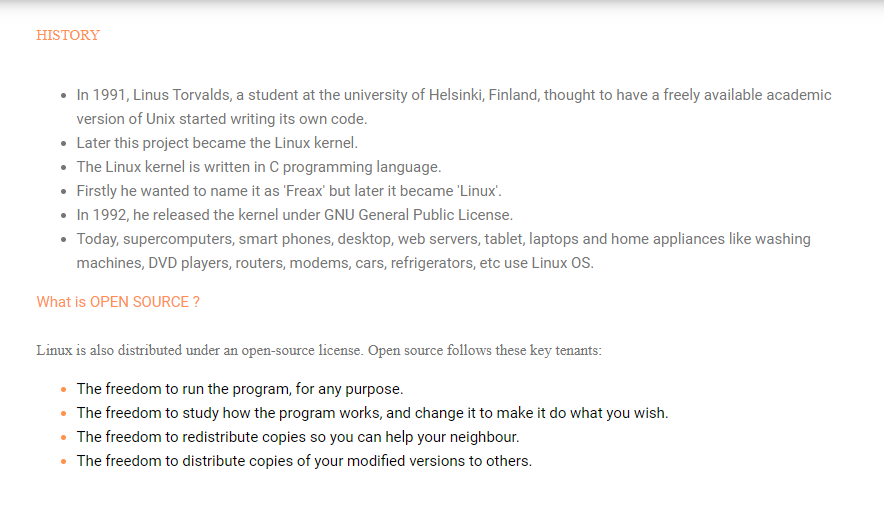 HISTORY
• In 1991, Linus Torvalds, a student at the university of Helsinki, Finland, thought to have a freely available academic
version of Unix started writing its own code.
• Later this project became the Linux kernel.
• The Linux kernel is written in C programming language.
• Firstly he wanted to name it as 'Freax' but later it became 'Linux'.
• In 1992, he released the kernel under GNU General Public License.
• Today, supercomputers, smart phones, desktop, web servers, tablet, laptops and home appliances like washing
machines, DVD players, routers, modems, cars, refrigerators, etc use Linux OS.
What is OPEN SOURCE ?
Linux is also distributed under an open-source license. Open source follows these key tenants:
• The freedom to run the program, for any purpose.
• The freedom to study how the program works, and change it to make it do what you wish.
• The freedom to redistribute copies so you can help your neighbour.
• The freedom to distribute copies of your modified versions to others.